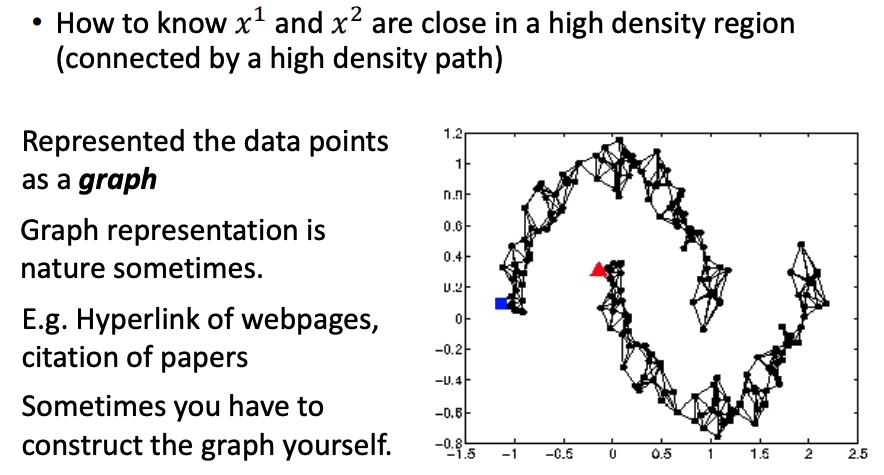 • How to know x¹ and x² are close in a high density region
(connected by a high density path)
Represented the data points
as a graph
Graph representation is
nature sometimes.
E.g. Hyperlink of webpages,
citation of papers
Sometimes you have to
construct the graph yourself.
1.2
1
0.8
0.6
0.4
0.2
0
-0.2
-0.4
-0.6
-0.8
-1.5 -1 -0.5 0 0.5 1 1.5 2 2.5